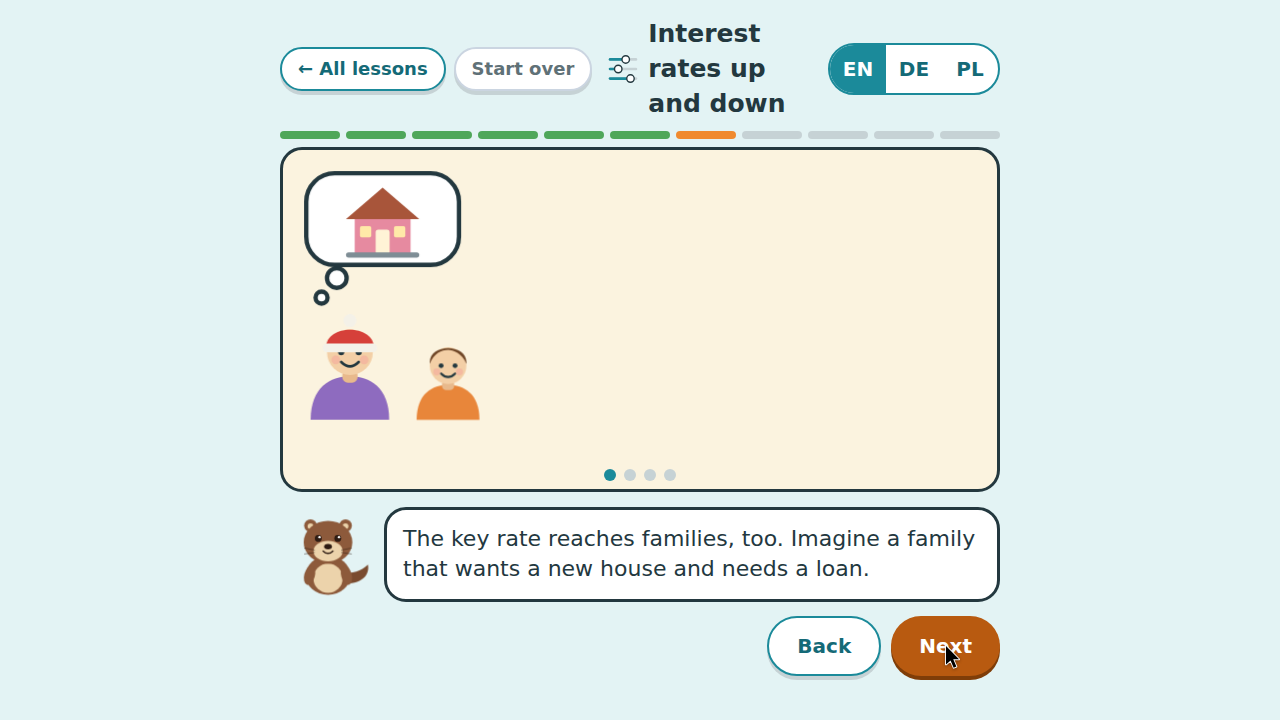 ← All lessons
Start over
Interest
rates up
and down
EN
DE
PL
The key rate reaches families, too. Imagine a family
that wants a new house and needs a loan.
Back
Next